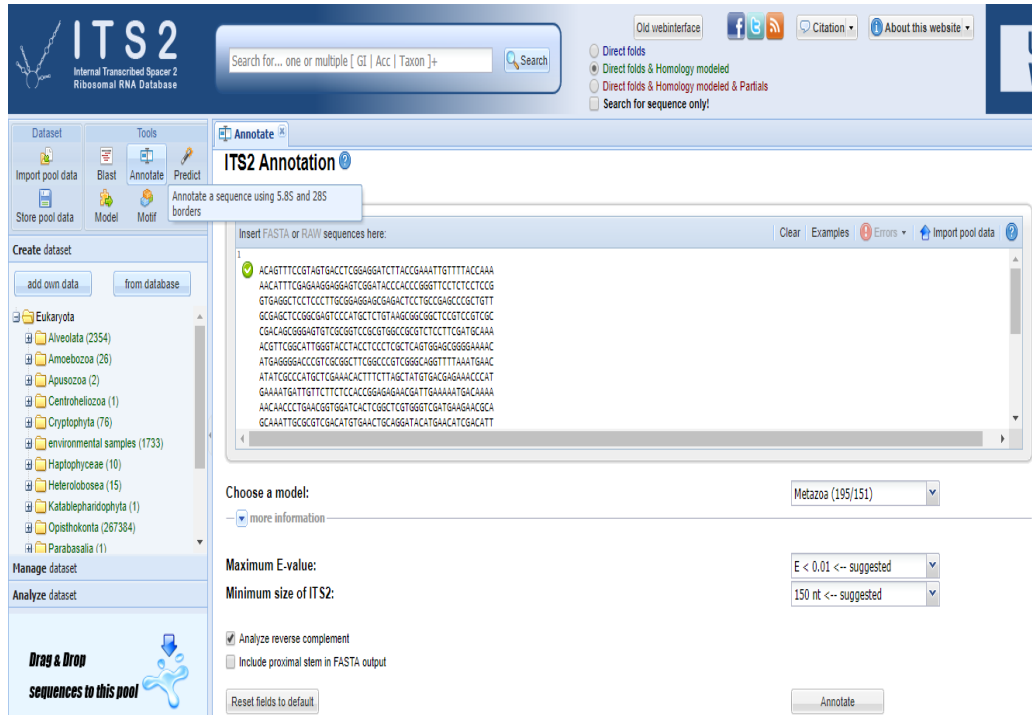 ITS2
Internal Transcribed Spacer 2
Ribosomal RNA Database
Search for... one or multiple [ GI | Acc | Taxon ]+
Search
Old webinterface
Citation
About this website
Direct folds
Direct folds & Homology modeled
Direct folds & Homology modeled & Partials
Search for sequence only!
Dataset
Tools
Import pool data
Blast
Annotate
Predict
Store pool data
Model
Motif
Annotate a sequence using 5.8S and 28S
borders
Create dataset
add own data
from database
Eukaryota
Alveolata (2354)
Amoebozoa (26)
Apusozoa (2)
Centroheliozoa (1)
Cryptophyta (76)
environmental samples (1733)
Haptophyceae (10)
Heterolobosea (15)
Katablepharidophyta (1)
Opisthokonta (267384)
Parabasalia (1)
Manage dataset
Analyze dataset
Drag & Drop
sequences to this pool
Annotate
ITS2 Annotation
Insert FASTA or RAW sequences here:
Clear
Examples
Errors
Import pool data
1
ACAGTTTCCGTAGTGACCTCGGAGGATCTTACCGAAATTGTTTTACCAAA
AACATTTCGAGAAGGAGGAGTCGGATACCCACCCGGGTTCCTCTCCTCCG
GTGAGGCTCCTCCCTTGCGGAGGAGCGAGACTCCTGCCGAGCCCGCTGTT
GCGAGCTCCGGCGAGTCCCATGCTCTGTAAGCGGCGGCTCCGTCCGTCGC
CGACAGCGGGAGTGTCGCGGTCCGCGTGGCCGCGTCTCCTTCGATGCAAA
ACGTTCGGCATTGGGTACCTACCTCCCTCGCTCAGTGGAGCGGGGAAAAC
ATGAGGGGACCCGTCGCGGCTTCGGCCCGTCGGGCAGGTTTTAAATGAAC
ATATCGCCCATGCTCGAAACACTTTCTTAGCTATGTGACGAGAAACCCAT
GAAAATGATTGTTCTTCTCCACCGGAGAGAACGATTGAAAAATGACAAAA
AACAACCCTGAACGGTGGATCACTCGGCTCGTGGGTCGATGAAGAACGCA
GCAAATTGCGCGTCGACATGTGAACTGCAGGATACATGAACATCGACATT
Choose a model:
Metazoa (195/151)
more information
Maximum E-value:
E < 0.01 <-- suggested
Minimum size of ITS2:
150 nt <-- suggested
Analyze reverse complement
Include proximal stem in FASTA output
Reset fields to default
Annotate